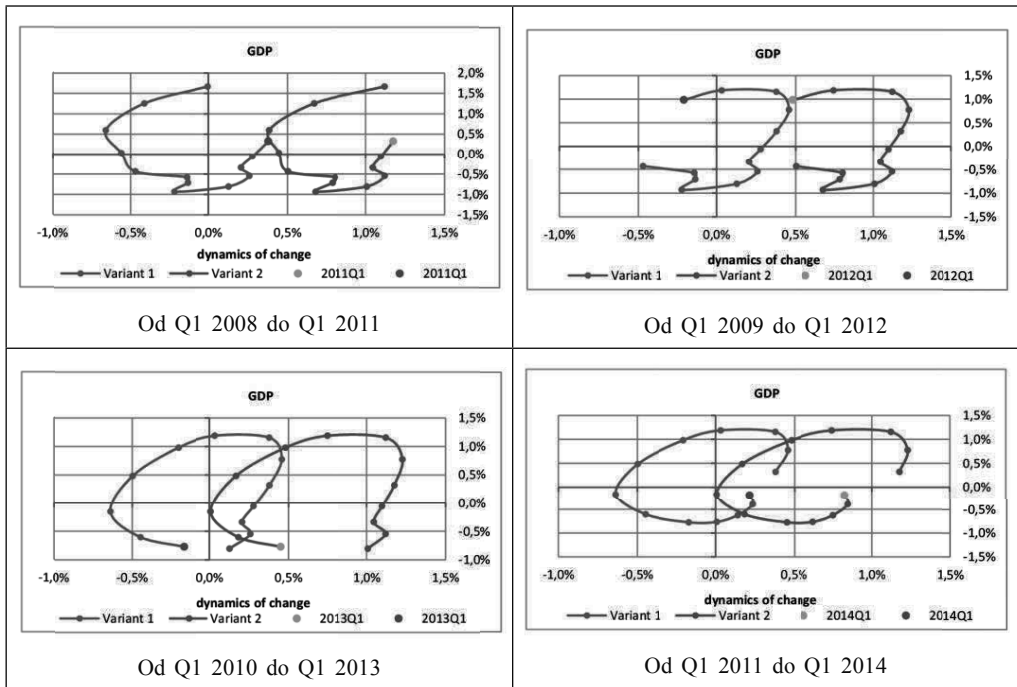 GDP
2,0%
1,5%
1,0%
0,5%
0,0%
-0,5%
-1,0%
-1,5%
-1,0% -0,5% 0,0% 0,5% 1,0% 1,5%
dynamics of change
Variant 1 Variant 2 2011Q1 2011Q1
Od Q1 2008 do Q1 2011
GDP
1,5%
1,0%
0,5%
0,0%
-0,5%
-1,0%
-1,5%
-1,0% -0,5% 0,0% 0,5% 1,0% 1,5%
dynamics of change
Variant 1 Variant 2 2012Q1 2012Q1
Od Q1 2009 do Q1 2012
GDP
1,5%
1,0%
0,5%
0,0%
-0,5%
-1,0%
-1,0% -0,5% 0,0% 0,5% 1,0% 1,5%
dynamics of change
Variant 1 Variant 2 2013Q1 2013Q1
Od Q1 2010 do Q1 2013
GDP
1,5%
1,0%
0,5%
0,0%
-0,5%
-1,0%
-1,5%
-1,0% -0,5% 0,0% 0,5% 1,0% 1,5%
dynamics of change
Variant 1 Variant 2 2014Q1 2014Q1
Od Q1 2011 do Q1 2014